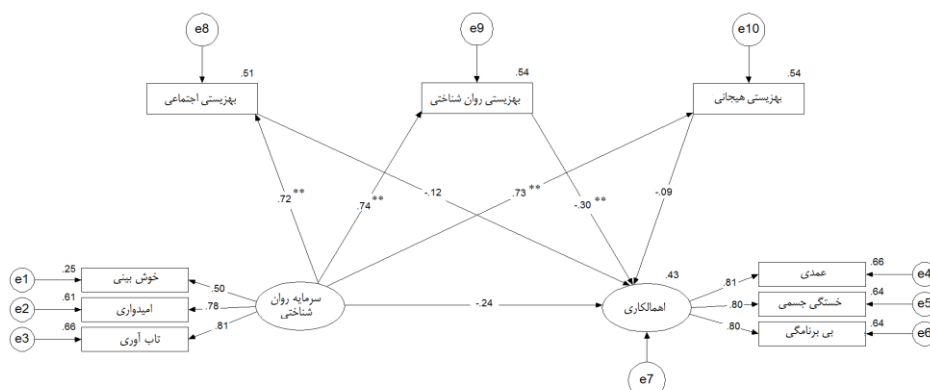 e8
e9
e10
.51
.54
.54
بهزیستی اجتماعی
بهزیستی روان شناختی
بهزیستی هیجانی
.72**
.74**
.73**
-.12
-.30**
-.09
e1
.25
خوش بینی
.50
e2
.61
امیدواری
.78
e3
.66
تاب آوری
.81
سرمایه روان
شناختی
-.24
.43
اهمالکاری
e7
.81
عمدی
.66
e4
.80
خستگی جسمی
.64
e5
.80
بی برنامگی
.64
e6